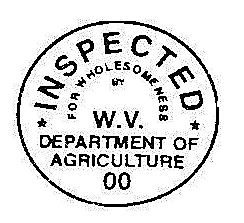 ★ INSPECTED ★
FOR WHOLESOMENESS
BY
W.V.
DEPARTMENT OF
AGRICULTURE
00